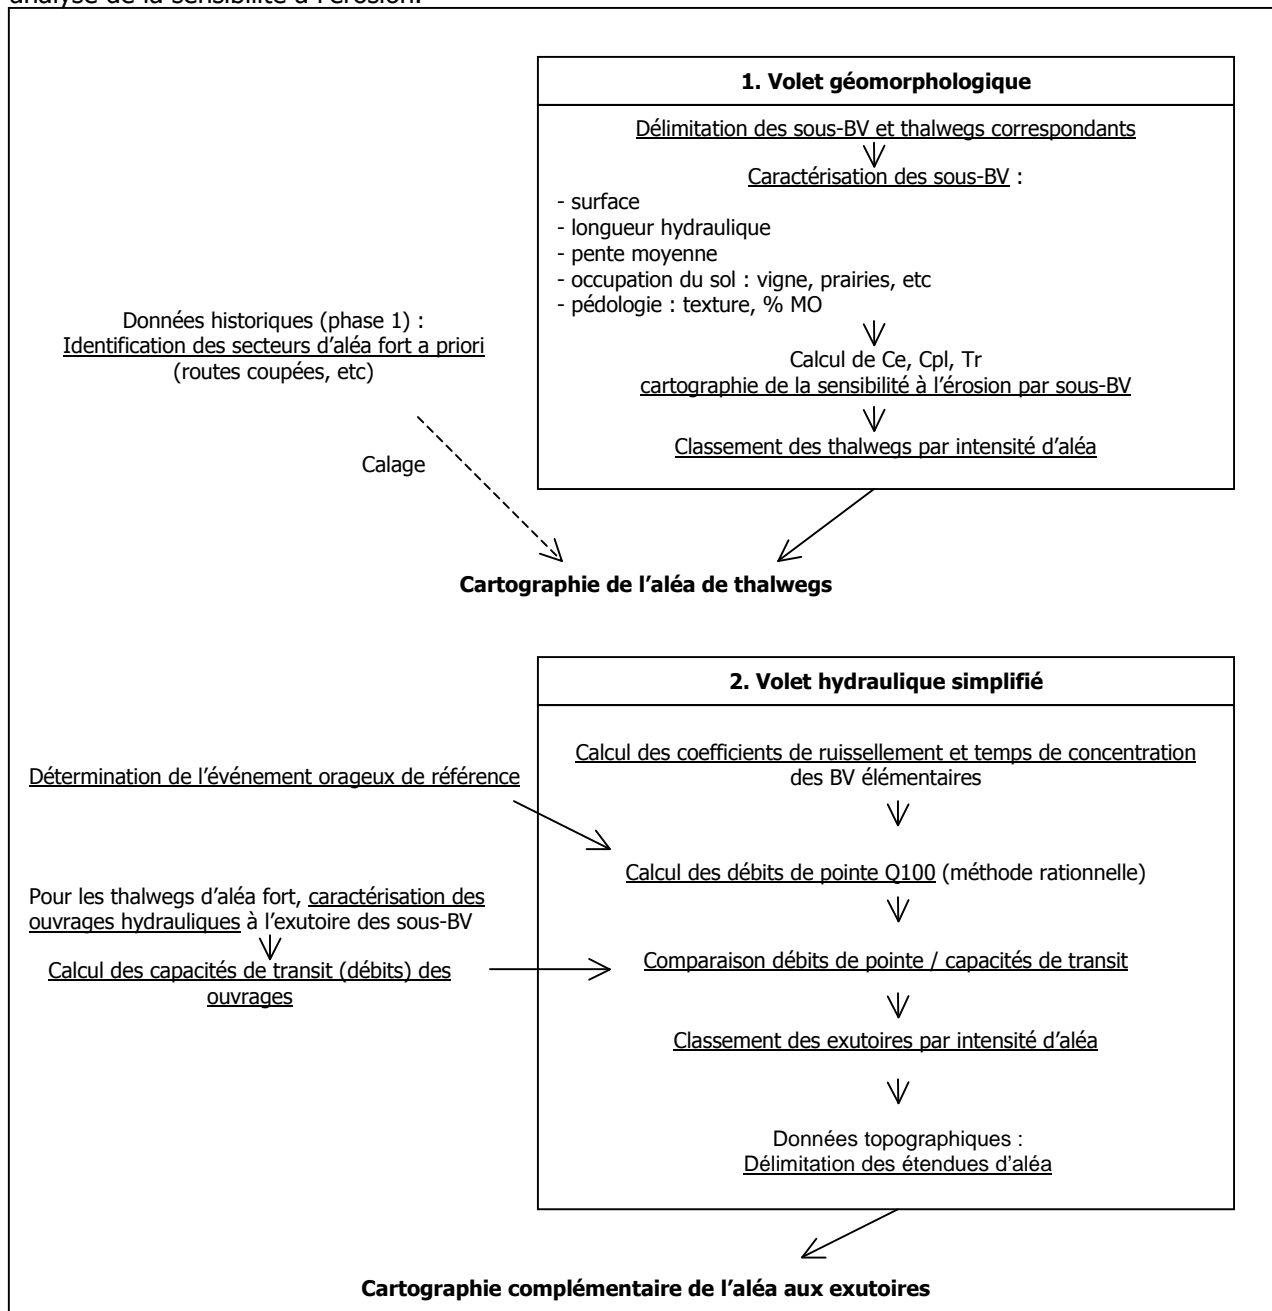 analyse de la sensibilité à l'érosion.
1. Volet géomorphologique
Délimitation des sous-BV et thalwegs correspondants
Caractérisation des sous-BV :
- surface
- longueur hydraulique
- pente moyenne
- occupation du sol : vigne, prairies, etc
- pédologie : texture, % MO
Données historiques (phase 1) :
Identification des secteurs d'aléa fort a priori
(routes coupées, etc)
Calcul de Ce, Cpl, Tr
cartographie de la sensibilité à l'érosion par sous-BV
Classement des thalwegs par intensité d'aléa
Calage
Cartographie de l'aléa de thalwegs
2. Volet hydraulique simplifié
Calcul des coefficients de ruissellement et temps de concentration
des BV élémentaires
Détermination de l'événement orageux de référence
Calcul des débits de pointe Q100 (méthode rationnelle)
Pour les thalwegs d'aléa fort, caractérisation des
ouvrages hydrauliques à l'exutoire des sous-BV
Calcul des capacités de transit (débits) des
ouvrages
Comparaison débits de pointe / capacités de transit
Classement des exutoires par intensité d'aléa
Données topographiques :
Délimitation des étendues d'aléa
Cartographie complémentaire de l'aléa aux exutoires